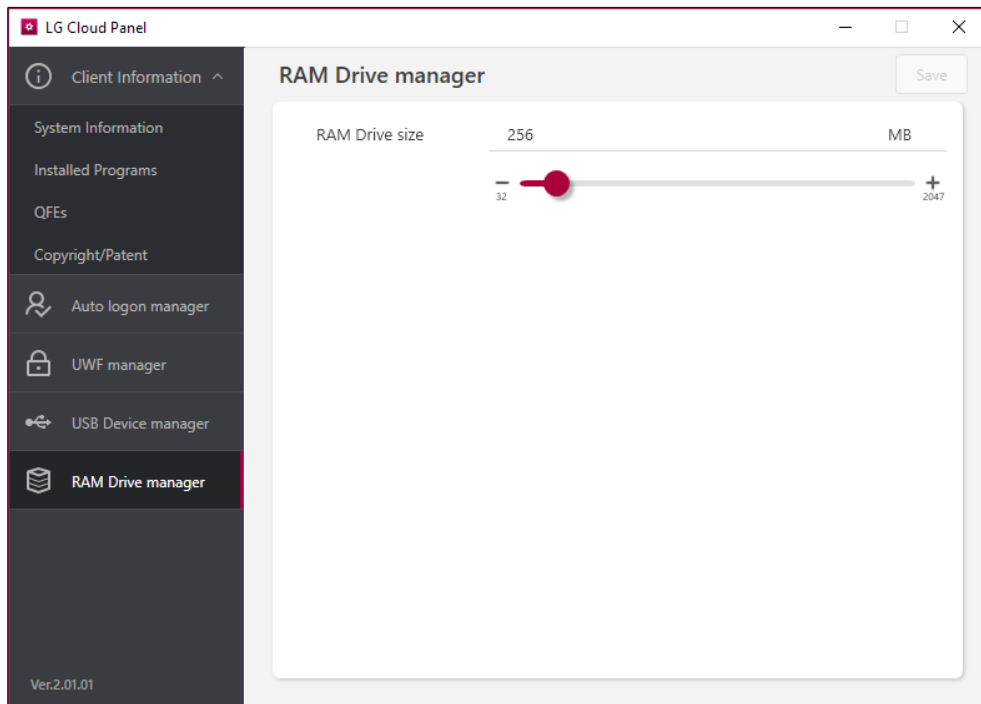 LG Cloud Panel
Client Information
System Information
Installed Programs
QFEs
Copyright/Patent
Auto logon manager
UWF manager
USB Device manager
RAM Drive manager
Ver.2.01.01
RAM Drive manager
Save
RAM Drive size 256 MB
32 2047